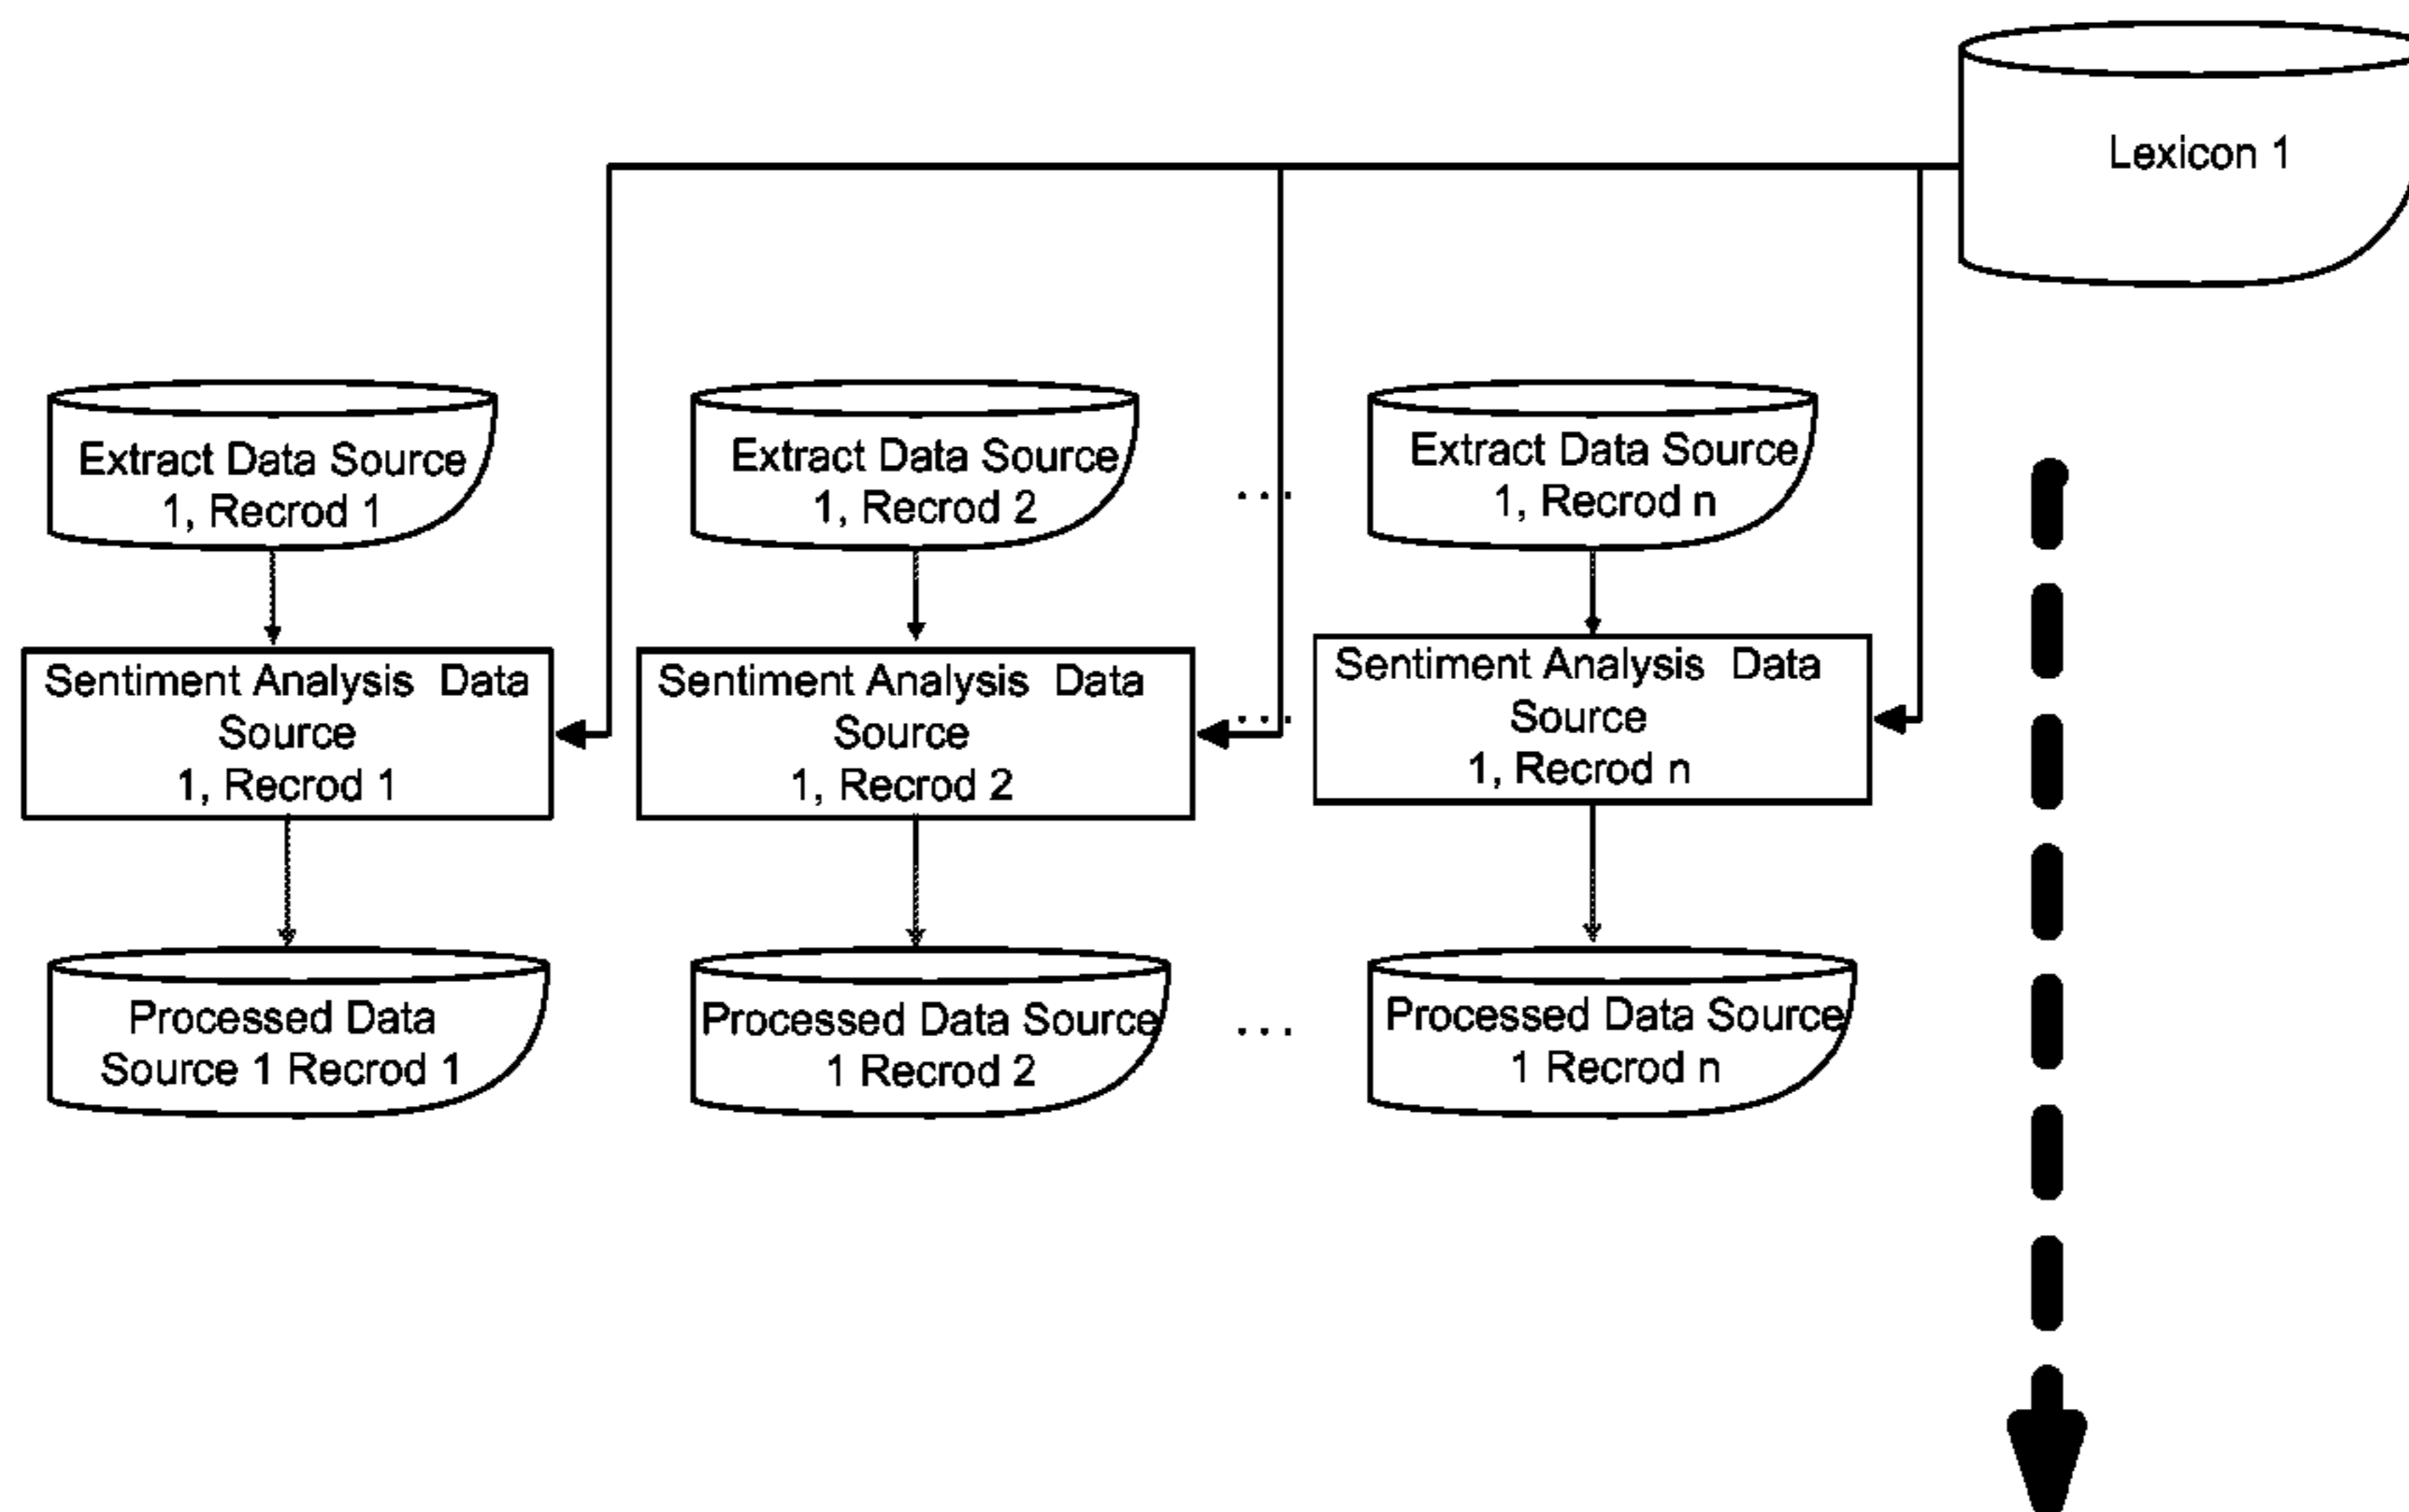 Lexicon 1
Extract Data Source
1, Recrod 1
Extract Data Source
1, Recrod 2
...
Extract Data Source
1, Recrod n
Sentiment Analysis  Data
Source
1, Recrod 1
Sentiment Analysis  Data
Source
1, Recrod 2
...
Sentiment Analysis  Data
Source
1, Recrod n
Processed Data
Source 1 Recrod 1
Processed Data Source
1 Recrod 2
...
Processed Data Source
1 Recrod n